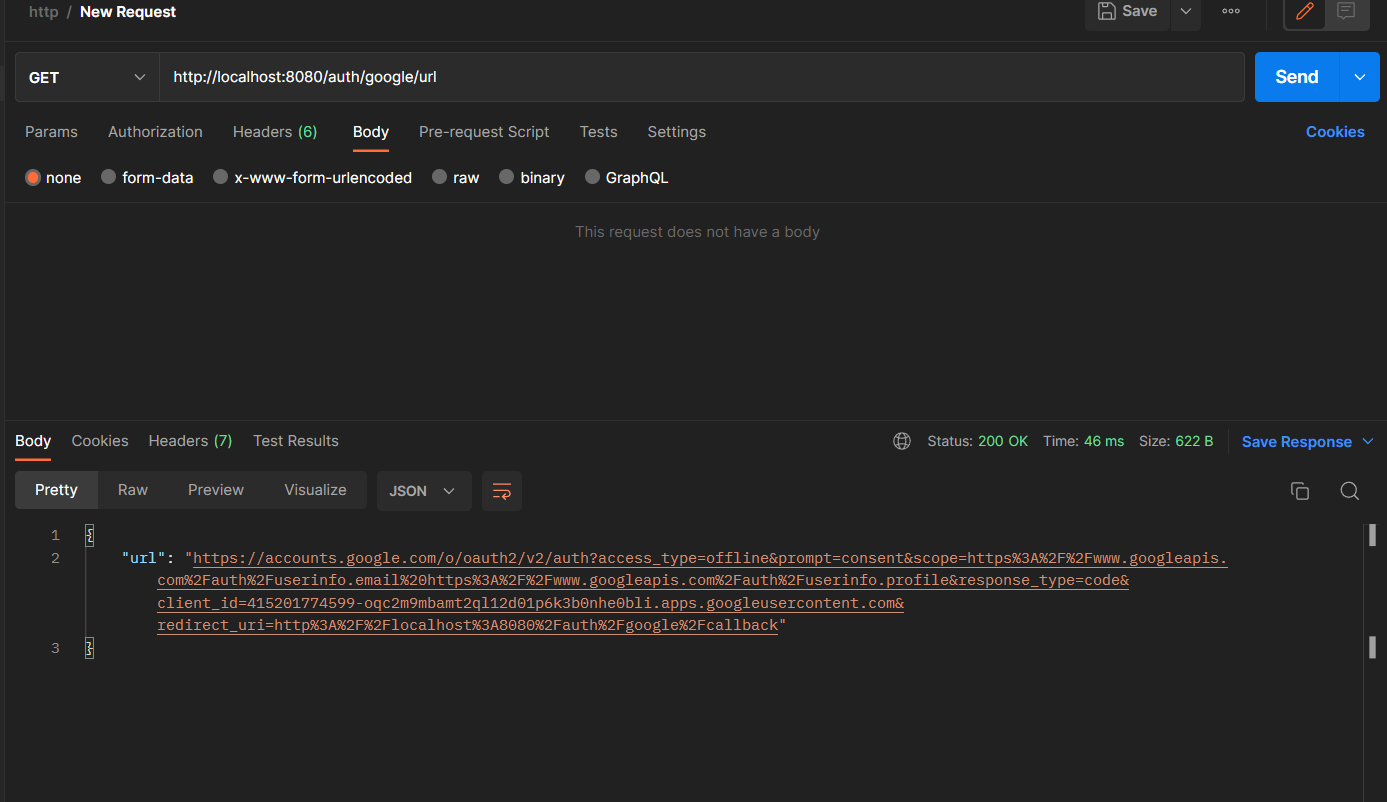 http / New Request
Save
GET
http://localhost:8080/auth/google/url
Send
Params Authorization Headers (6) Body Pre-request Script Tests Settings Cookies
none form-data x-www-form-urlencoded raw binary GraphQL
This request does not have a body
Body Cookies Headers (7) Test Results Status: 200 OK Time: 46 ms Size: 622 B Save Response
Pretty Raw Preview Visualize JSON
1 {
2 "url": "https://accounts.google.com/o/oauth2/v2/auth?access_type=offline&prompt=consent&scope=https%3A%2F%2Fwww.googleapis.
com%2Fauth%2Fuserinfo.email%20https%3A%2F%2Fwww.googleapis.com%2Fauth%2Fuserinfo.profile&response_type=code&
client_id=415201774599-oqc2m9mbamt2ql12d01p6k3b0nhe0bli.apps.googleusercontent.com&
redirect_uri=http%3A%2F%2Flocalhost%3A8080%2Fauth%2Fgoogle%2Fcallback"
3 }